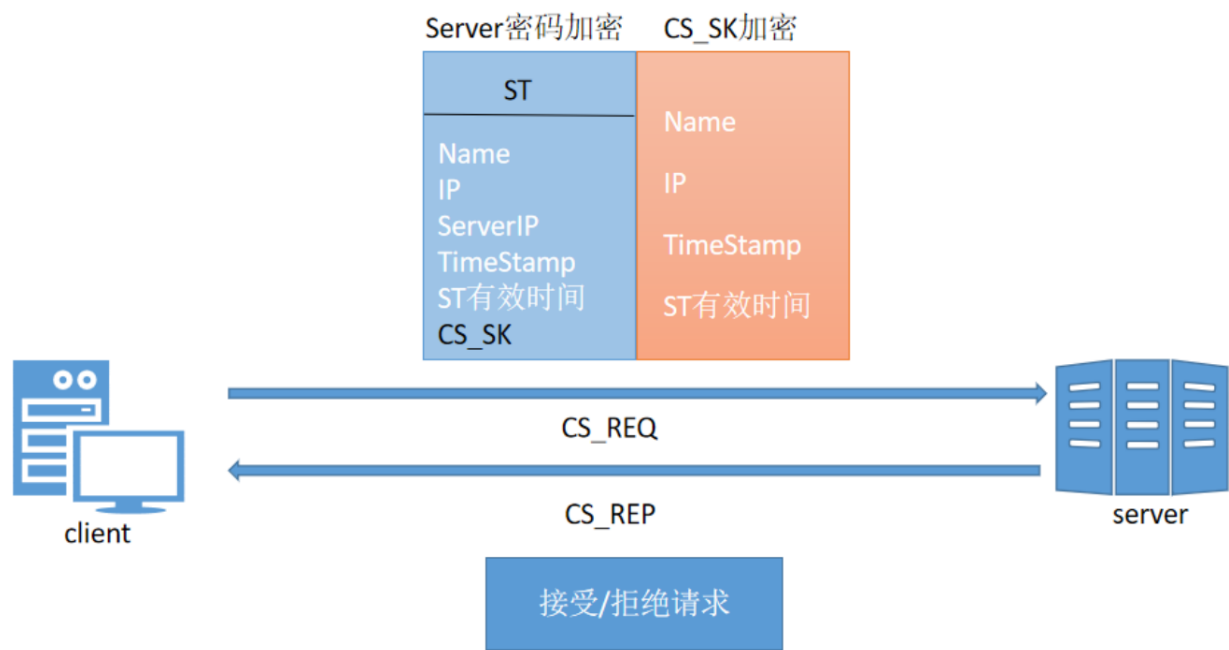 Server密码加密
CS_SK加密
ST
Name
IP
ServerIP
TimeStamp
ST有效时间
CS_SK
Name
IP
TimeStamp
ST有效时间
CS_REQ
CS_REP
client
server
接受/拒绝请求